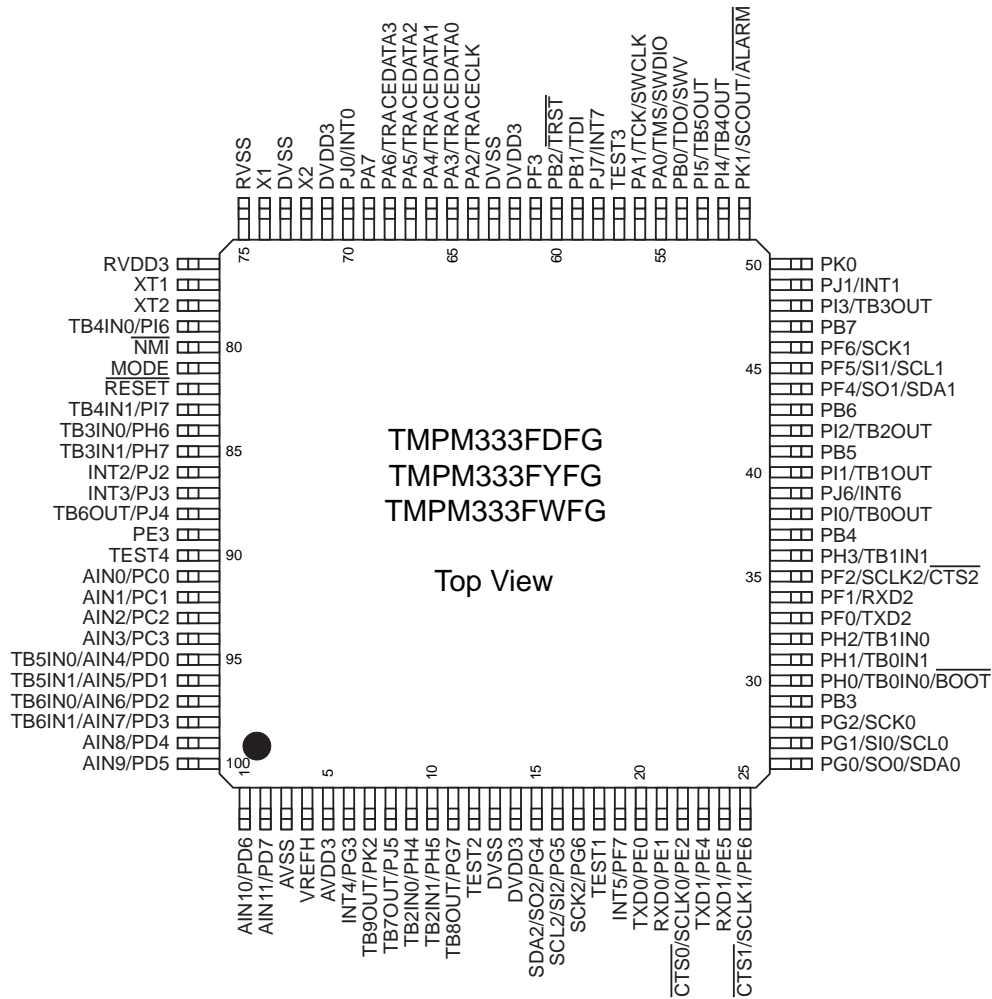 RVSS
X1
DVSS
X2
DVDD3
PJ0/INT0
PA7
PA6/TRACEDATA3
PA5/TRACEDATA2
PA4/TRACEDATA1
PA3/TRACEDATA0
PA2/TRACECLK
DVSS
DVDD3
PF3
PB2/TRST
PB1/TDI
PJ7/INT7
TEST3
PA1/TCK/SWCLK
PA0/TMS/SWDIO
PB0/TDO/SWV
PI5/TB5OUT
PI4/TB4OUT
PK1/SCOUT/ALARM
75
70
65
60
55
RVDD3
XT1
XT2
TB4IN0/PI6
NMI
MODE
RESET
TB4IN1/PI7
TB3IN0/PH6
TB3IN1/PH7
INT2/PJ2
INT3/PJ3
TB6OUT/PJ4
PE3
TEST4
AIN0/PC0
AIN1/PC1
AIN2/PC2
AIN3/PC3
TB5IN0/AIN4/PD0
TB5IN1/AIN5/PD1
TB6IN0/AIN6/PD2
TB6IN1/AIN7/PD3
AIN8/PD4
AIN9/PD5
80
85
90
95
100
TMPM333FDFG
TMPM333FYFG
TMPM333FWFG
Top View
50
45
40
35
30
PK0
PJ1/INT1
PI3/TB3OUT
PB7
PF6/SCK1
PF5/SI1/SCL1
PF4/SO1/SDA1
PB6
PI2/TB2OUT
PB5
PI1/TB1OUT
PJ6/INT6
PI0/TB0OUT
PB4
PH3/TB1IN1
PF2/SCLK2/CTS2
PF1/RXD2
PF0/TXD2
PH2/TB1IN0
PH1/TB0IN1
PH0/TB0IN0/BOOT
PB3
PG2/SCK0
PG1/SI0/SCL0
PG0/SO0/SDA0
1
5
10
15
20
25
AIN10/PD6
AIN11/PD7
AVSS
VREFH
AVDD3
INT4/PG3
TB9OUT/PK2
TB7OUT/PJ5
TB2IN0/PH4
TB2IN1/PH5
TB8OUT/PG7
TEST2
DVSS
DVDD3
SDA2/SO2/PG4
SCL2/SI2/PG5
SCK2/PG6
TEST1
INT5/PF7
TXD0/PE0
RXD0/PE1
CTS0/SCLK0/PE2
TXD1/PE4
RXD1/PE5
CTS1/SCLK1/PE6